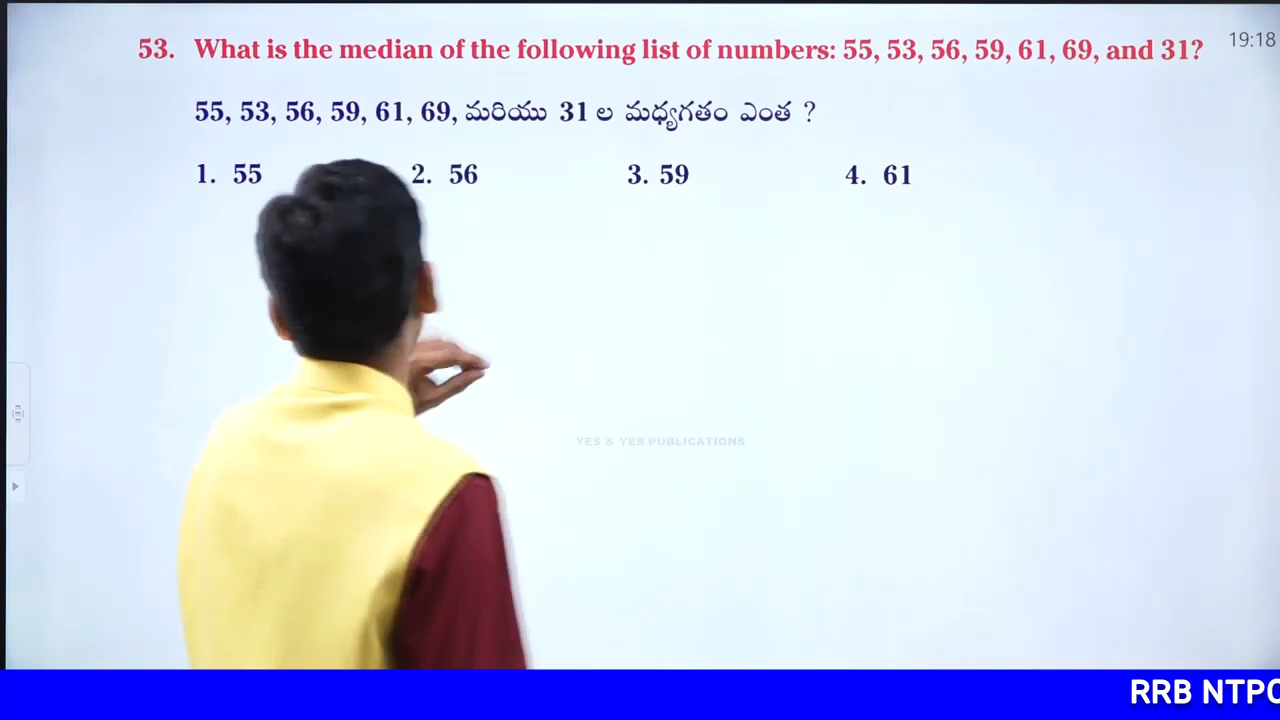 53. What is the median of the following list of numbers: 55, 53, 56, 59, 61, 69, and 31?
19:18
55, 53, 56, 59, 61, 69, మరియు 31 ల మధ్యగతం ఎంత ?
1. 55 2. 56 3. 59 4. 61
YES & YES PUBLICATIONS
RRB NTPC